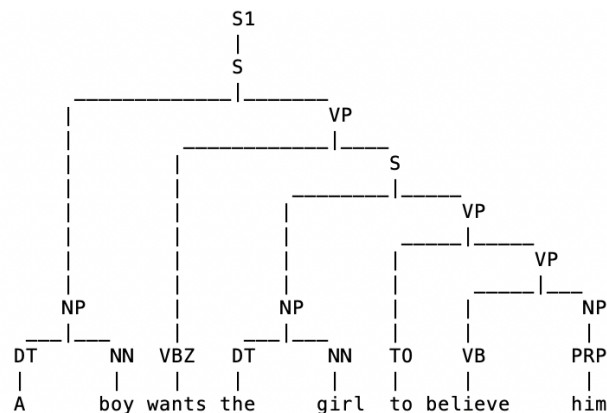 S1
S
VP
S
VP
VP
NP NP NP
DT NN VBZ DT NN TO VB PRP
A boy wants the girl to believe him